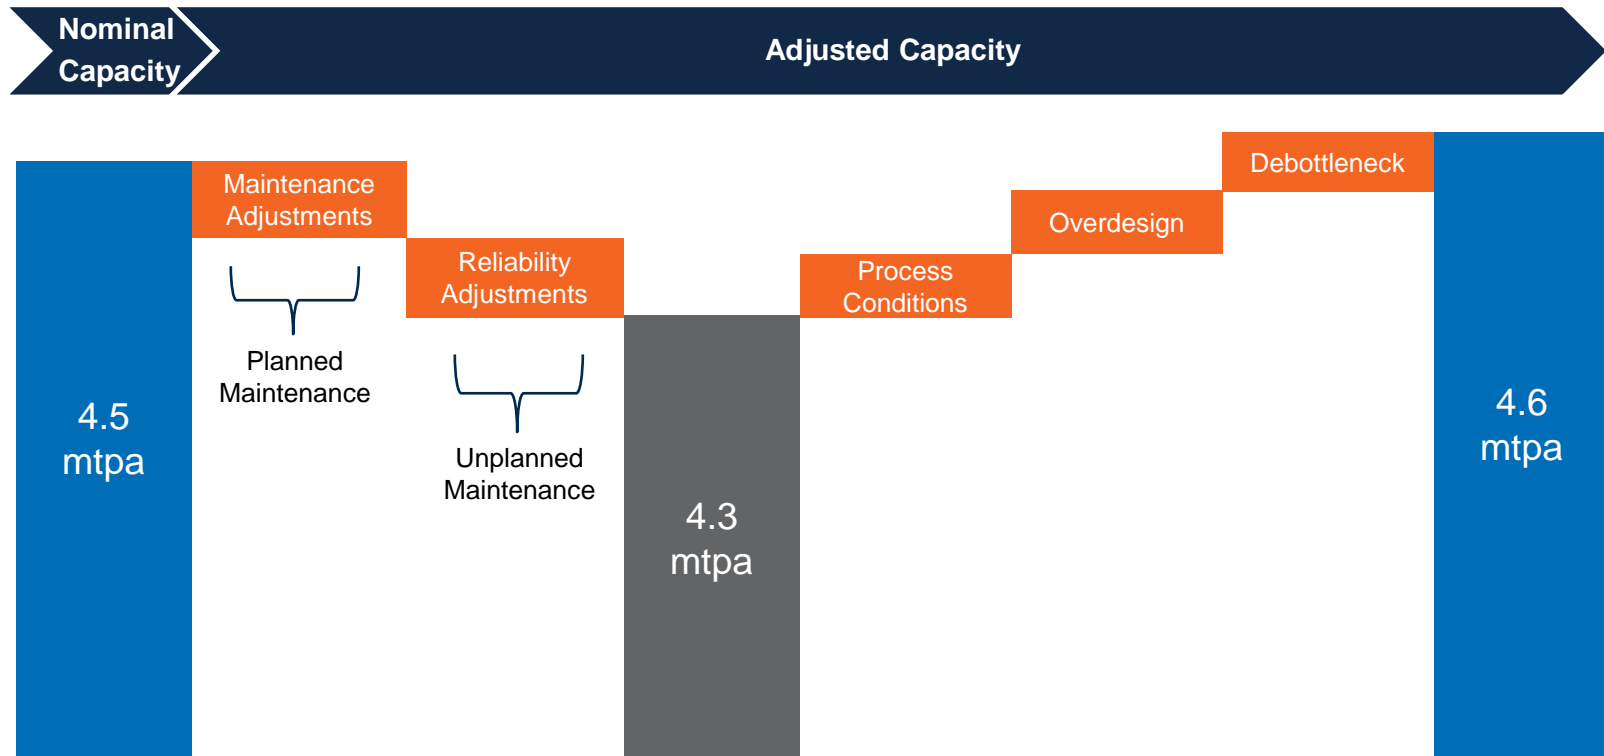 Nominal
Capacity
Adjusted Capacity
Maintenance
Adjustments
Planned
Maintenance
Reliability
Adjustments
Unplanned
Maintenance
Process
Conditions
Overdesign
Debottleneck
4.5
mtpa
4.3
mtpa
4.6
mtpa